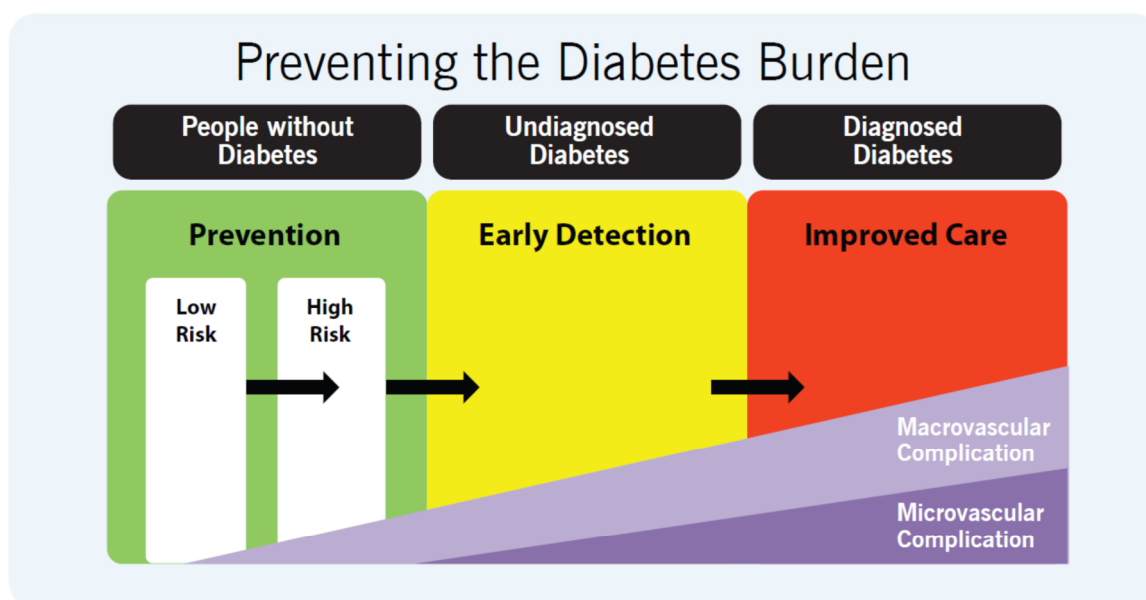 Preventing the Diabetes Burden
People without
Diabetes
Undiagnosed
Diabetes
Diagnosed
Diabetes
Prevention
Early Detection
Improved Care
Low
Risk
High
Risk
Macrovascular
Complication
Microvascular
Complication